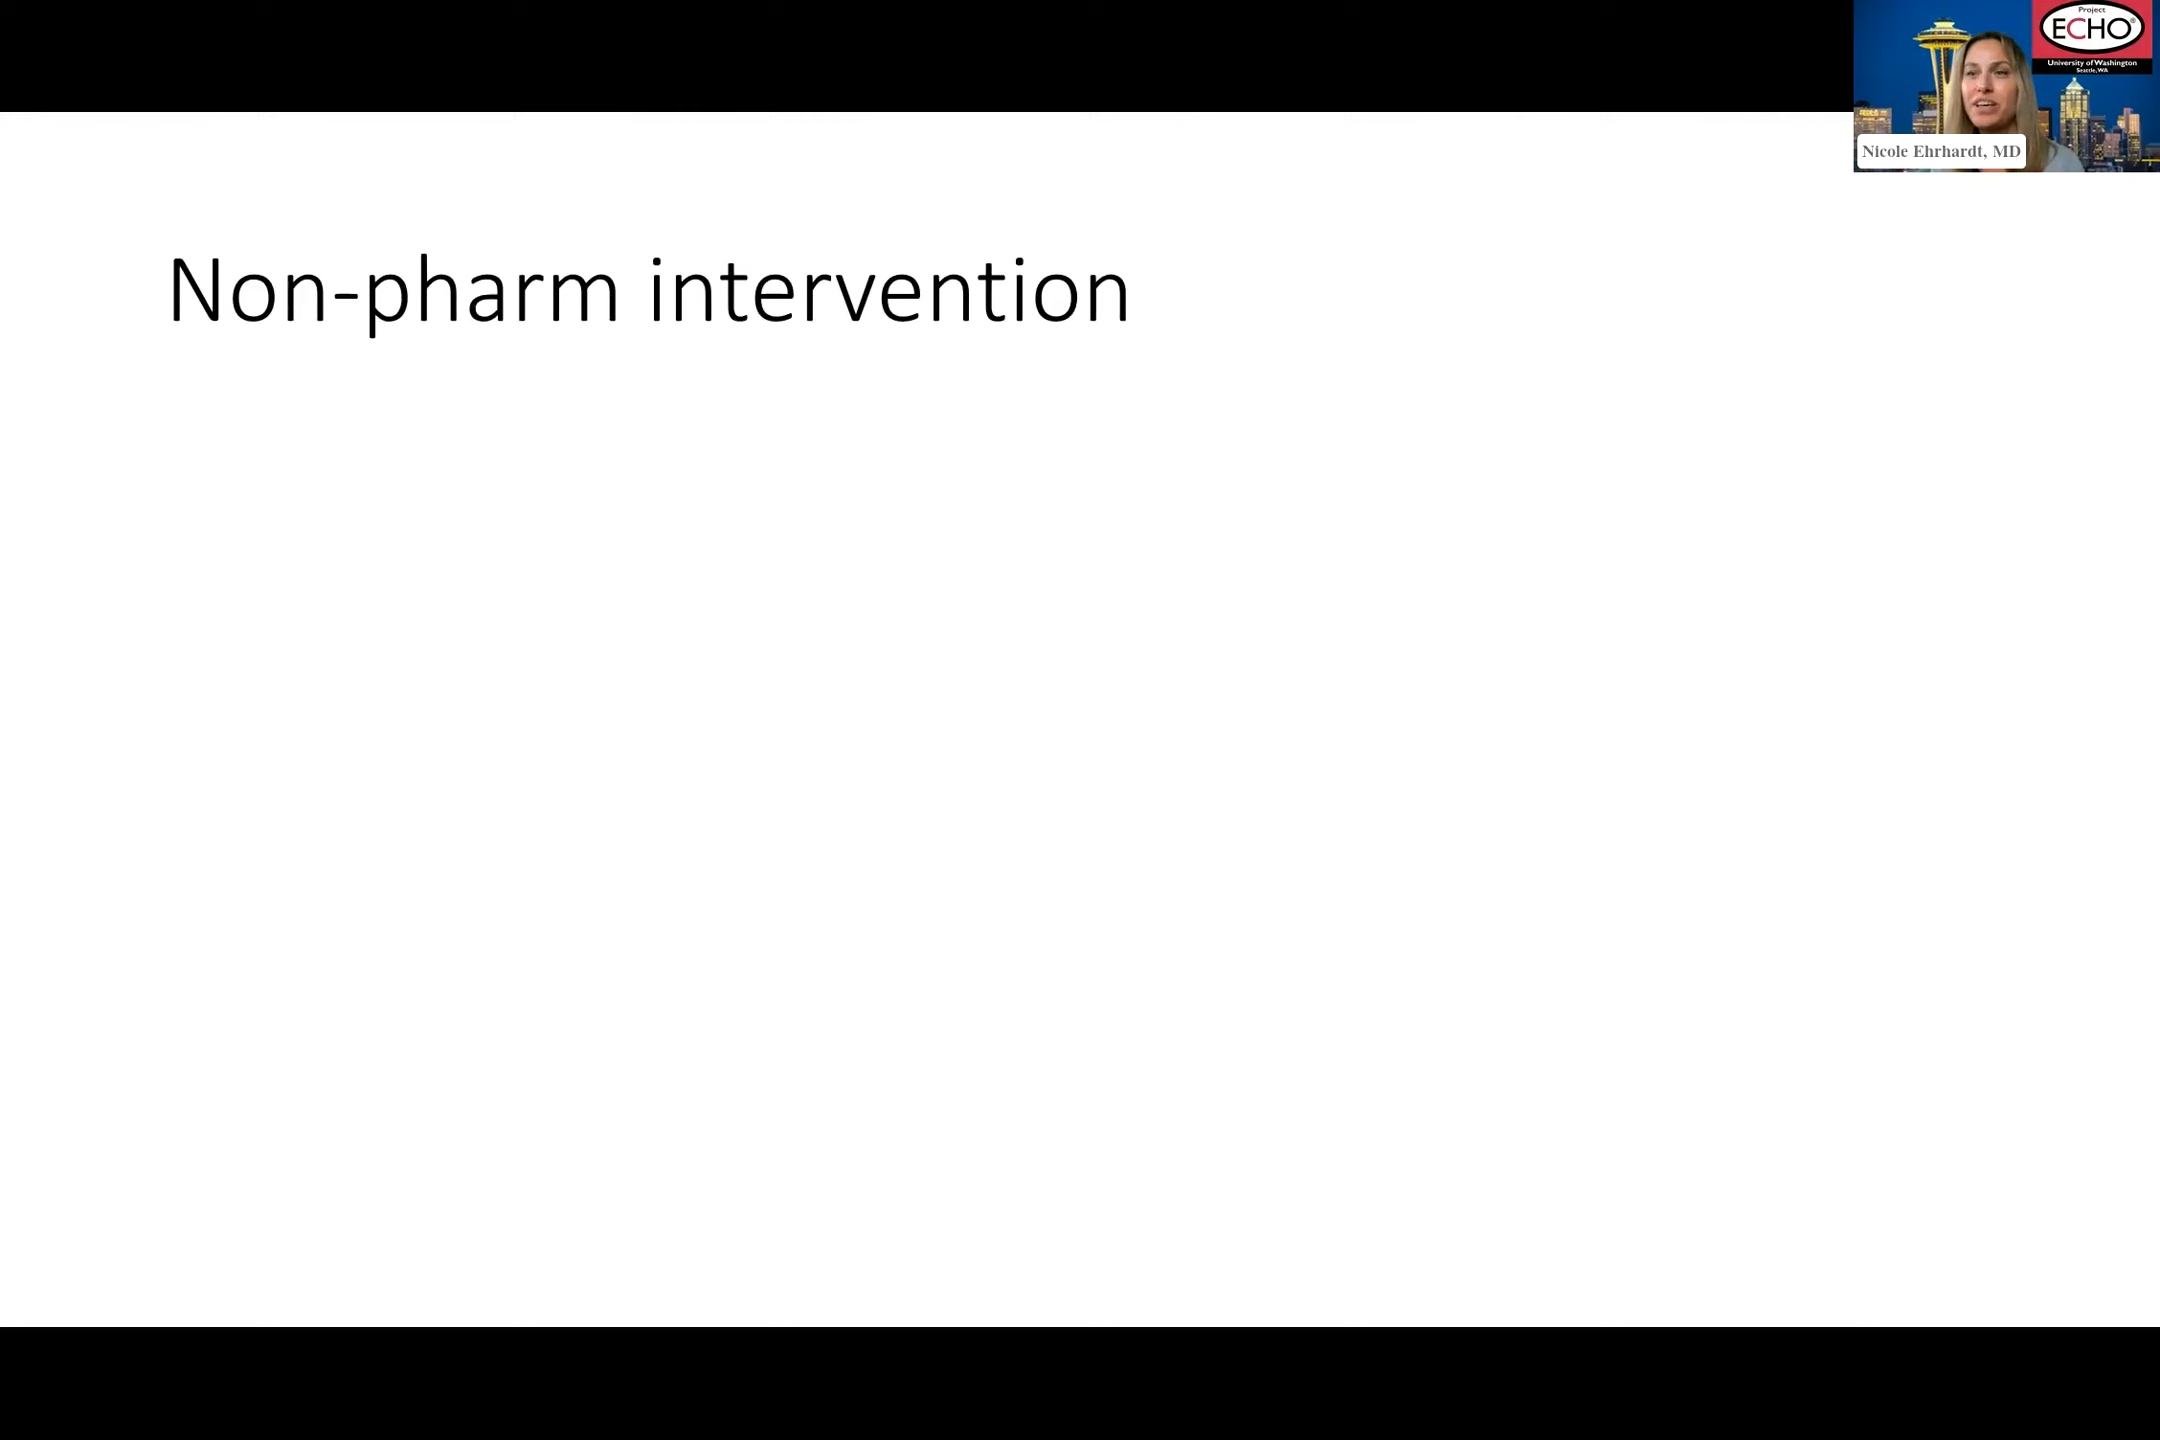 Project
ECHO®
University of Washington
Seattle, WA
Nicole Ehrhardt, MD
Non-pharm intervention